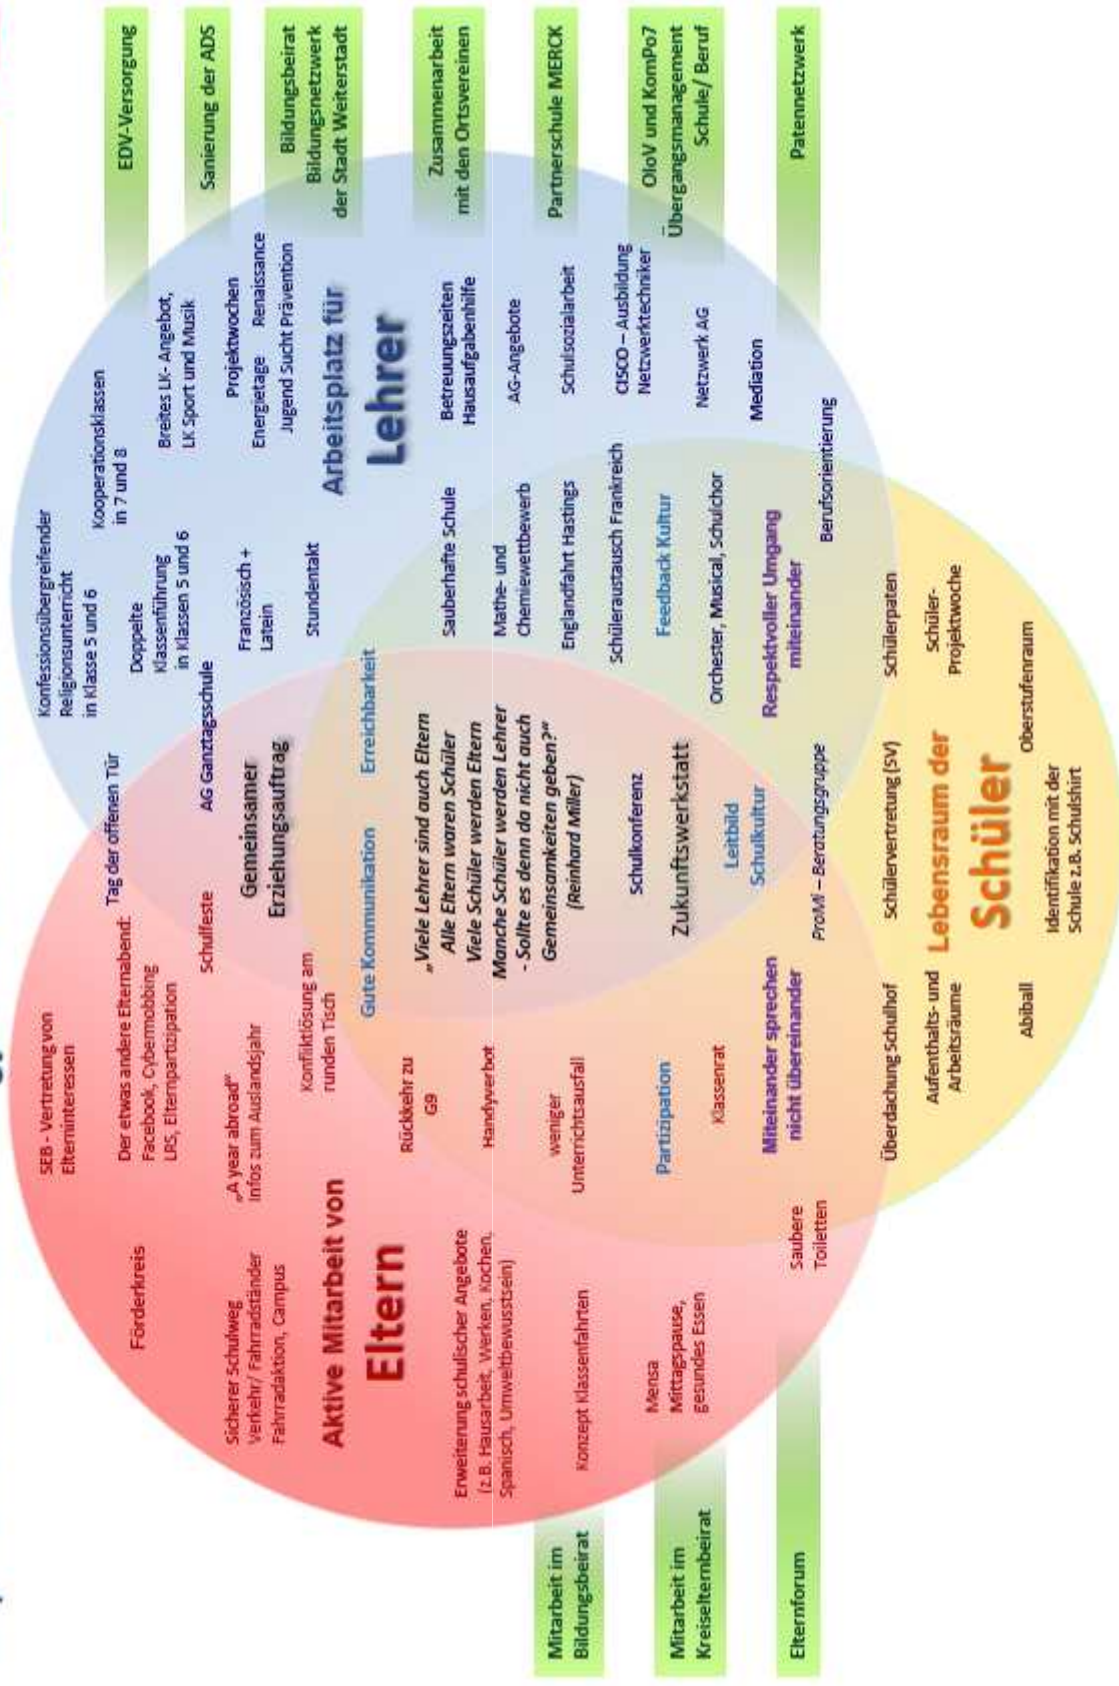 SEB - Vertretung von
Elterninteressen
Förderkreis
Der etwas andere Elternabend:
Facebook, Cybermobbing
LRS, Elternpartizipation
Sicherer Schulweg
Verkehr/ Fahrradständer
Fahrradaktion, Campus
„A year abroad"
Infos zum Auslandsjahr
Schulfeste
Konfliktlösung am
runden Tisch
Aktive Mitarbeit von
Eltern
Rückkehr zu
G9
Handyverbot
Erweiterung schulischer Angebote
(z.B. Hausarbeit, Werken, Kochen,
Spanisch, Umweltbewusstsein)
weniger
Unterrichtsausfall
Konzept Klassenfahrten
Partizipation
Klassenrat
Mensa
Mittagspause,
gesundes Essen
Miteinander sprechen
nicht übereinander
Saubere
Toiletten
Mitarbeit im
Bildungsbeirat
Mitarbeit im
Kreiselternbeirat
Elternforum
Tag der offenen Tür
AG Ganztagsschule
Gemeinsamer
Erziehungsauftrag
Gute Kommunikation
Erreichbarkeit
„Viele Lehrer sind auch Eltern
Alle Eltern waren Schüler
Viele Schüler werden Eltern
Manche Schüler werden Lehrer
- Sollte es denn da nicht auch
Gemeinsamkeiten geben?"
(Reinhard Miller)
Schulkonferenz
Zukunftswerkstatt
Leitbild
Schulkultur
ProMi – Beratungsgruppe
Konfessionsübergreifender
Religionsunterricht
in Klasse 5 und 6
Kooperationsklassen
in 7 und 8
Doppelte
Klassenführung
in Klassen 5 und 6
Breites LK- Angebot,
LK Sport und Musik
Französisch +
Latein
Projektwochen
Energietage Renaissance
Jugend Sucht Prävention
Stundentakt
Arbeitsplatz für
Lehrer
Sauberhafte Schule
Betreuungszeiten
Hausaufgabenhilfe
Mathe- und
Chemiewettbewerb
AG-Angebote
Englandfahrt Hastings
Schulsozialarbeit
Schüleraustausch Frankreich
CISCO – Ausbildung
Netzwerktechniker
Feedback Kultur
Orchester, Musical, Schulchor
Netzwerk AG
Respektvoller Umgang
miteinander
Mediation
Berufsorientierung
EDV-Versorgung
Sanierung der ADS
Bildungsbeirat
Bildungsnetzwerk
der Stadt Weiterstadt
Zusammenarbeit
mit den Ortsvereinen
Partnerschule MERCK
OloV und KomPo7
Übergangsmanagement
Schule/ Beruf
Patennetzwerk
Überdachung Schulhof
Schülervertretung (SV)
Schülerpaten
Aufenthalts- und
Arbeitsräume
Lebensraum der
Schüler
Schüler-
Projektwoche
Abiball
Oberstufenraum
Identifikation mit der
Schule z.B. Schulshirt